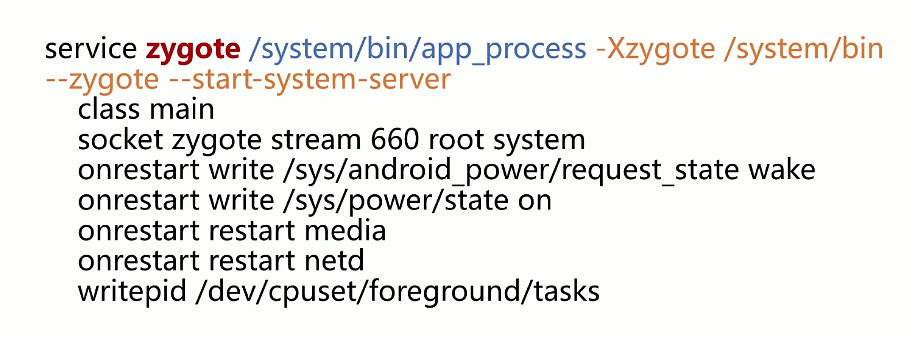 service zygote /system/bin/app_process -Xzygote /system/bin
--zygote --start-system-server
class main
socket zygote stream 660 root system
onrestart write /sys/android_power/request_state wake
onrestart write /sys/power/state on
onrestart restart media
onrestart restart netd
writepid /dev/cpuset/foreground/tasks